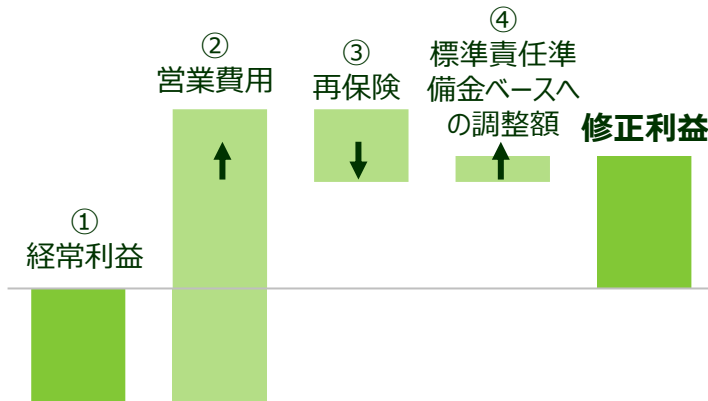 ①
経常利益
②
営業費用
③
再保険
④
標準責任準
備金ベースへ
の調整額
修正利益